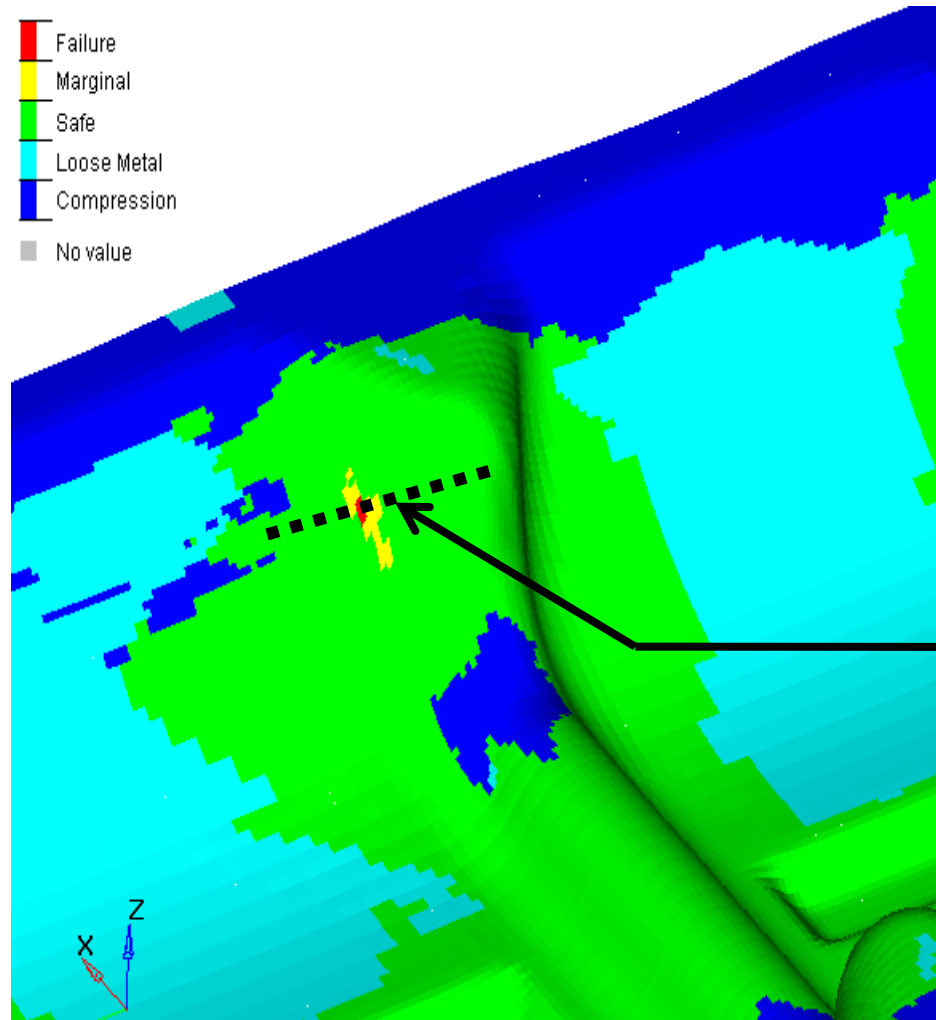 Failure
Marginal
Safe
Loose Metal
Compression
No value
Z
X